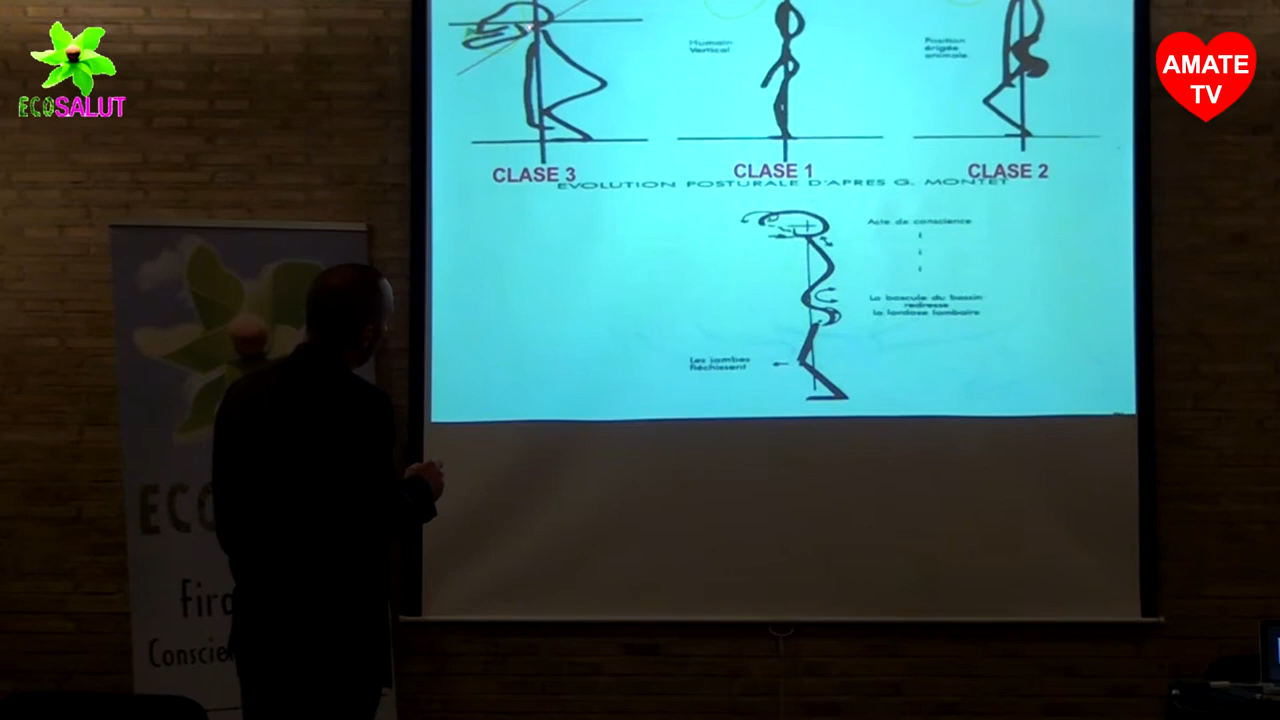 ECOSALUT
AMATE
TV
Humain
Vertical
Position
érigée
animale.
CLASE 3
CLASE 1
CLASE 2
EVOLUTION POSTURALE D'APRES G. MONTET
Acte de conscience
La bascule du bassin
redresse
la lordose lombaire
Les jambes
fléchissent
ECO
Fira
Conscie